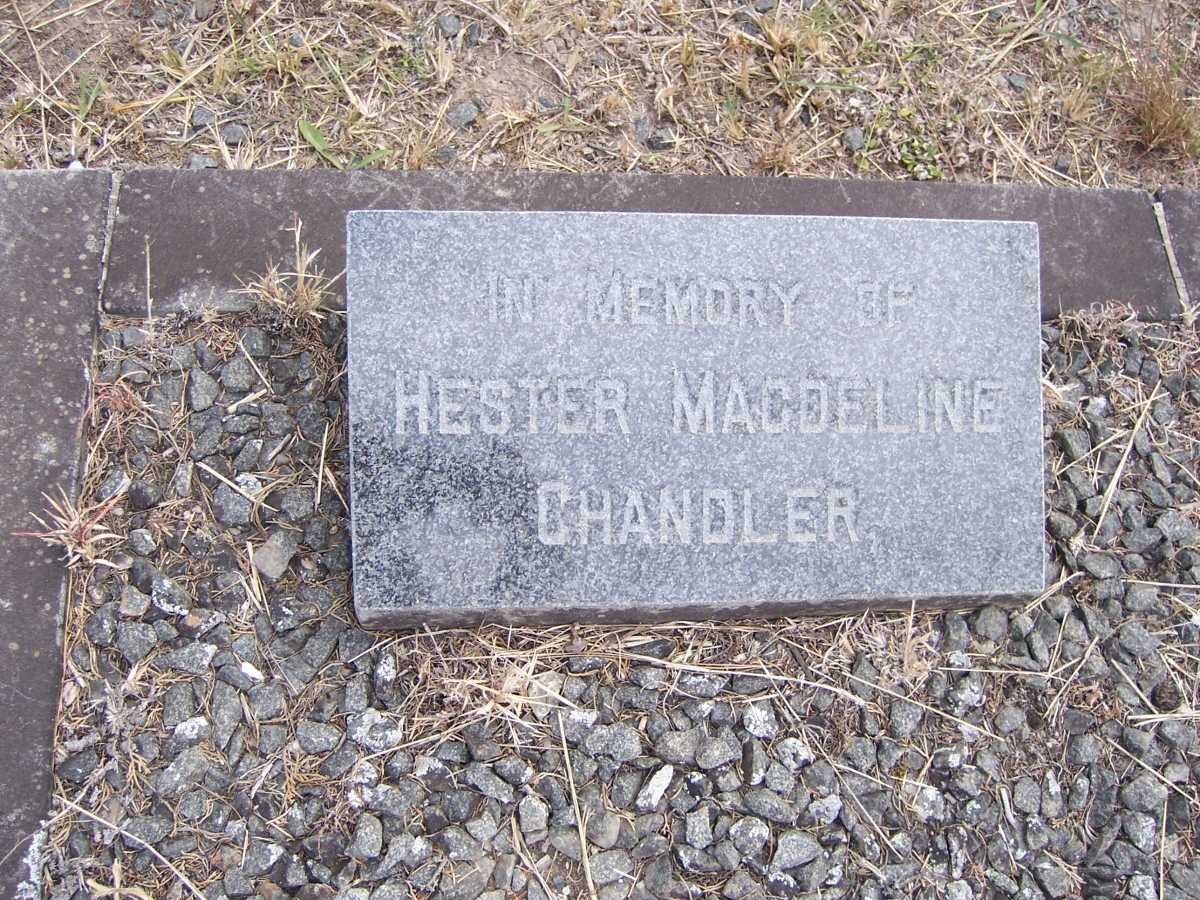 IN MEMORY OF
HESTER MAGDELINE
CHANDLER.